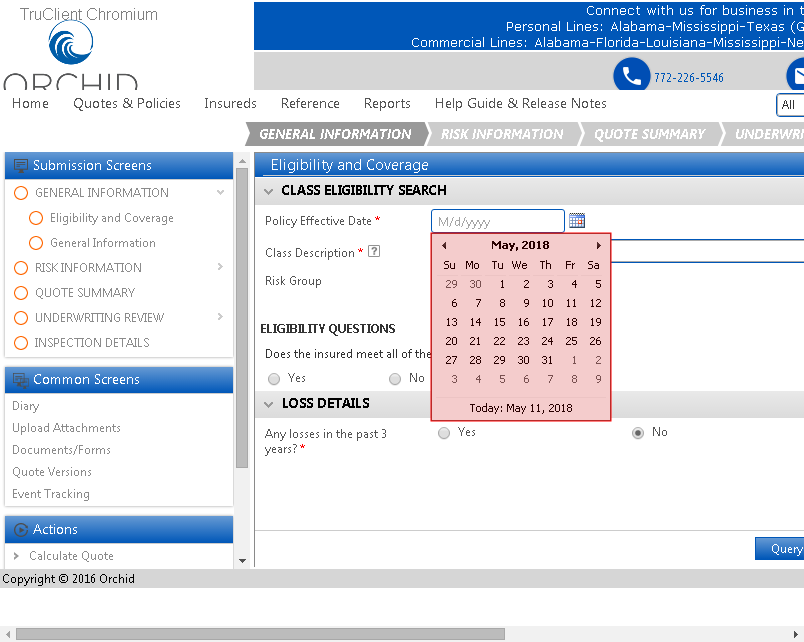 TruClient Chromium
ORCHID
Connect with us for business in t
Personal Lines: Alabama-Mississippi-Texas (G
Commercial Lines: Alabama-Florida-Louisiana-Mississippi-Ne
772-226-5546
Home Quotes & Policies Insureds Reference Reports Help Guide & Release Notes All
GENERAL INFORMATION RISK INFORMATION QUOTE SUMMARY UNDERWRI
Submission Screens
GENERAL INFORMATION
Eligibility and Coverage
General Information
RISK INFORMATION
QUOTE SUMMARY
UNDERWRITING REVIEW
INSPECTION DETAILS
Common Screens
Diary
Upload Attachments
Documents/Forms
Quote Versions
Event Tracking
Actions
Calculate Quote
Eligibility and Coverage
CLASS ELIGIBILITY SEARCH
Policy Effective Date * M/d/yyyy
Class Description * ?
Risk Group
May, 2018
Su Mo Tu We Th Fr Sa
29 30 1 2 3 4 5
6 7 8 9 10 11 12
13 14 15 16 17 18 19
20 21 22 23 24 25 26
27 28 29 30 31 1 2
3 4 5 6 7 8 9
Today: May 11, 2018
ELIGIBILITY QUESTIONS
Does the insured meet all of the
Yes No
LOSS DETAILS
Any losses in the past 3
years? *
Yes No
Query
Copyright © 2016 Orchid